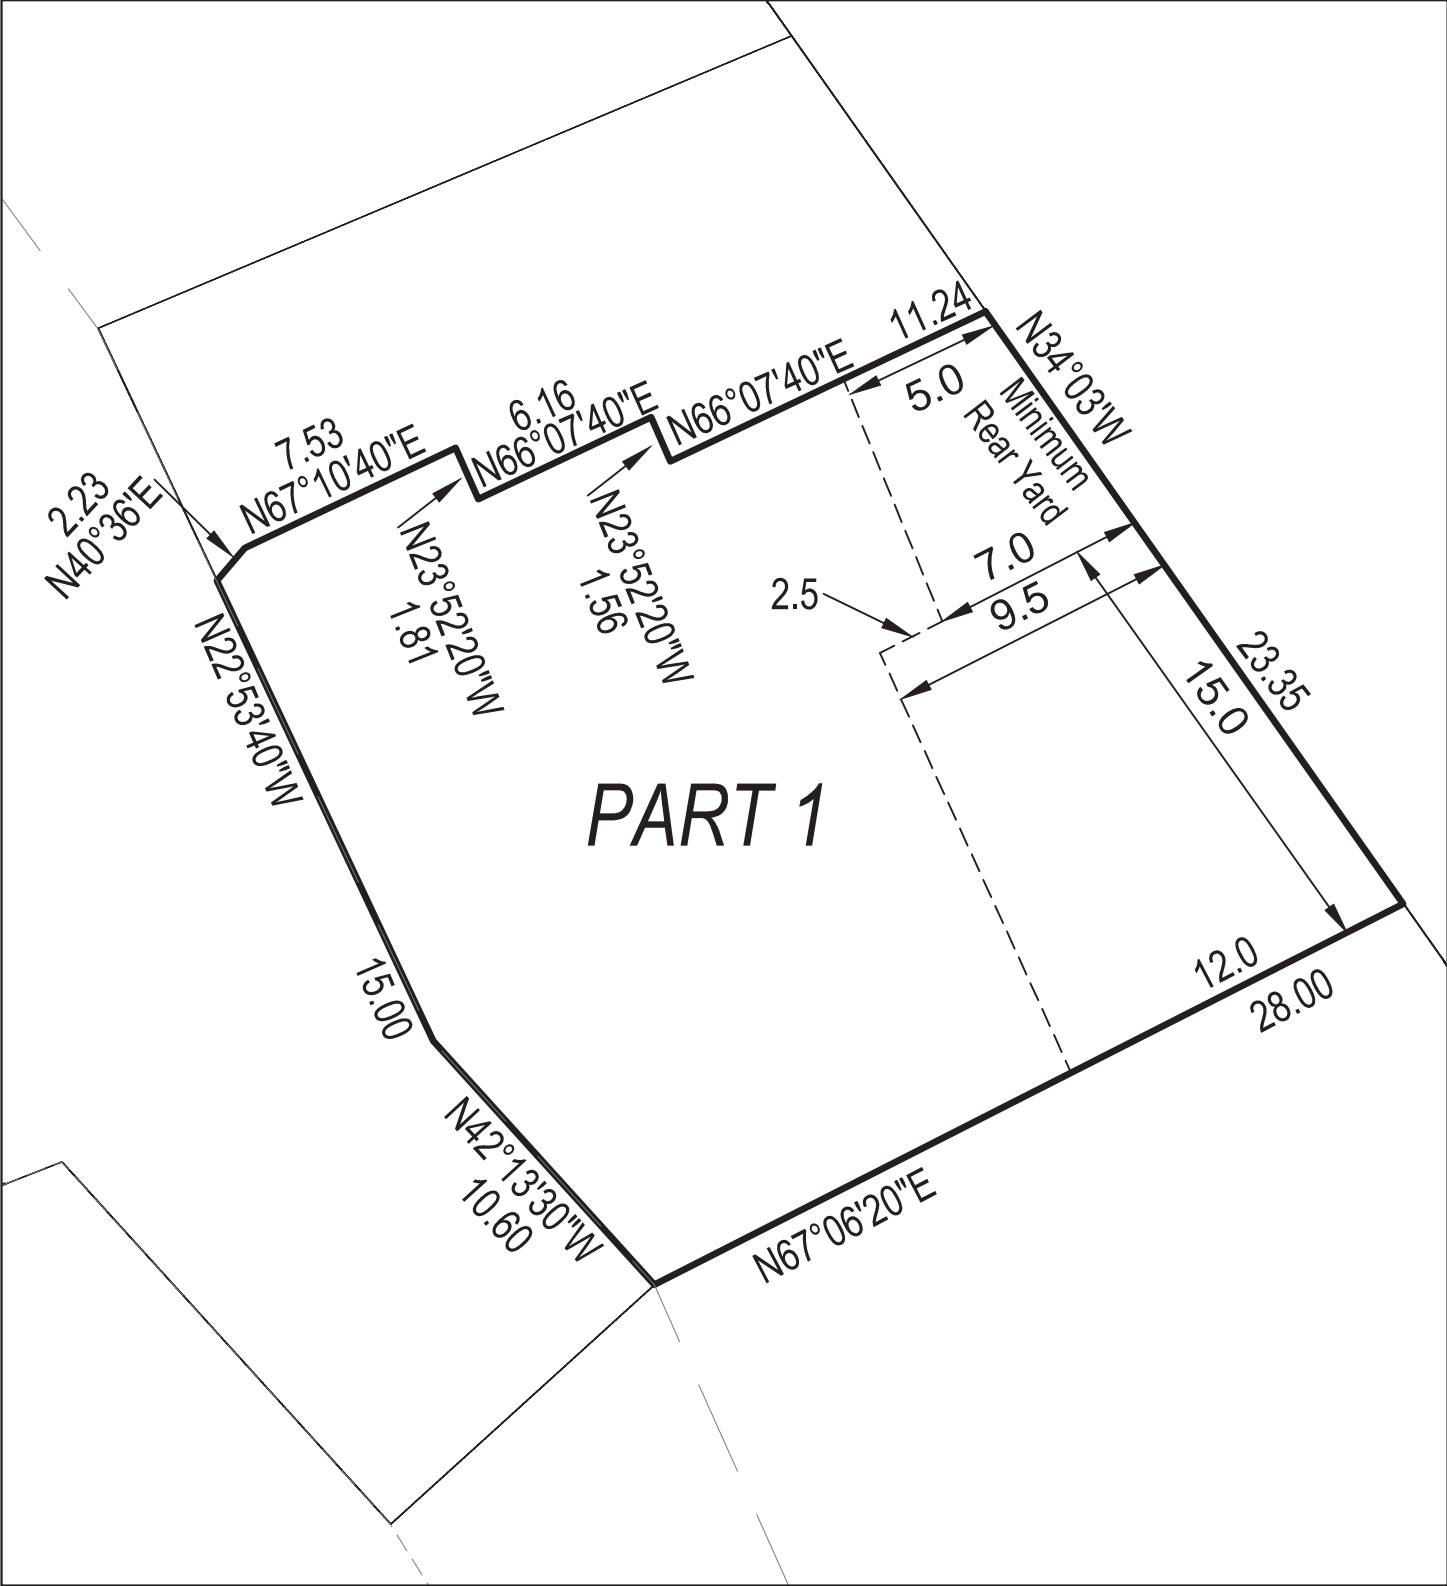 11.24
N34°03'W
5.0
Minimum
Rear Yard
N66°07'40"E
6.16
N66°07'40"E
7.53
N67°10'40"E
2.23
N40°36'E
N23°52'20"W
1.81
N23°52'20"W
1.56
7.0
9.5
2.5
N22°53'40"W
23.35
15.0
PART 1
15.00
12.0
28.00
N42°13'30"W
10.60
N67°06'20"E